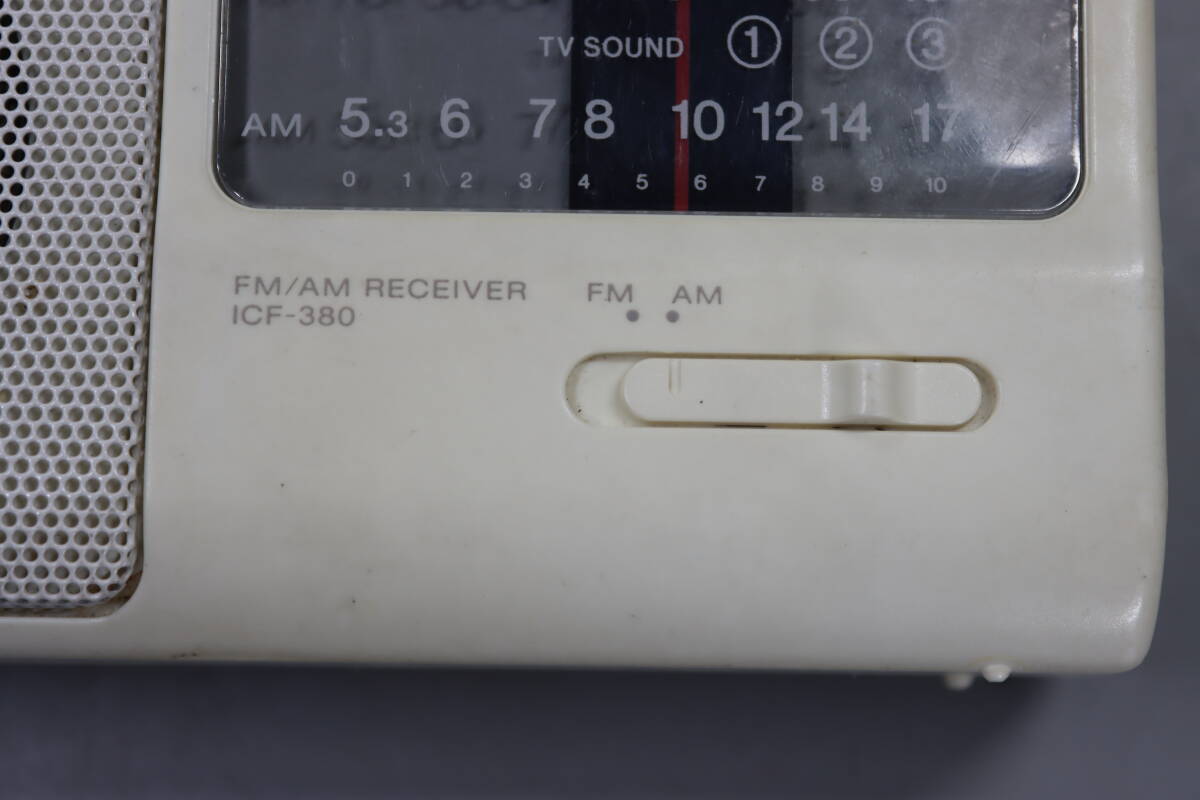 TV SOUND ① ② ③
AM 5.3 6 7 8 10 12 14 17
0 1 2 3 4 5 6 7 8 9 10
FM/AM RECEIVER
ICF-380
FM AM